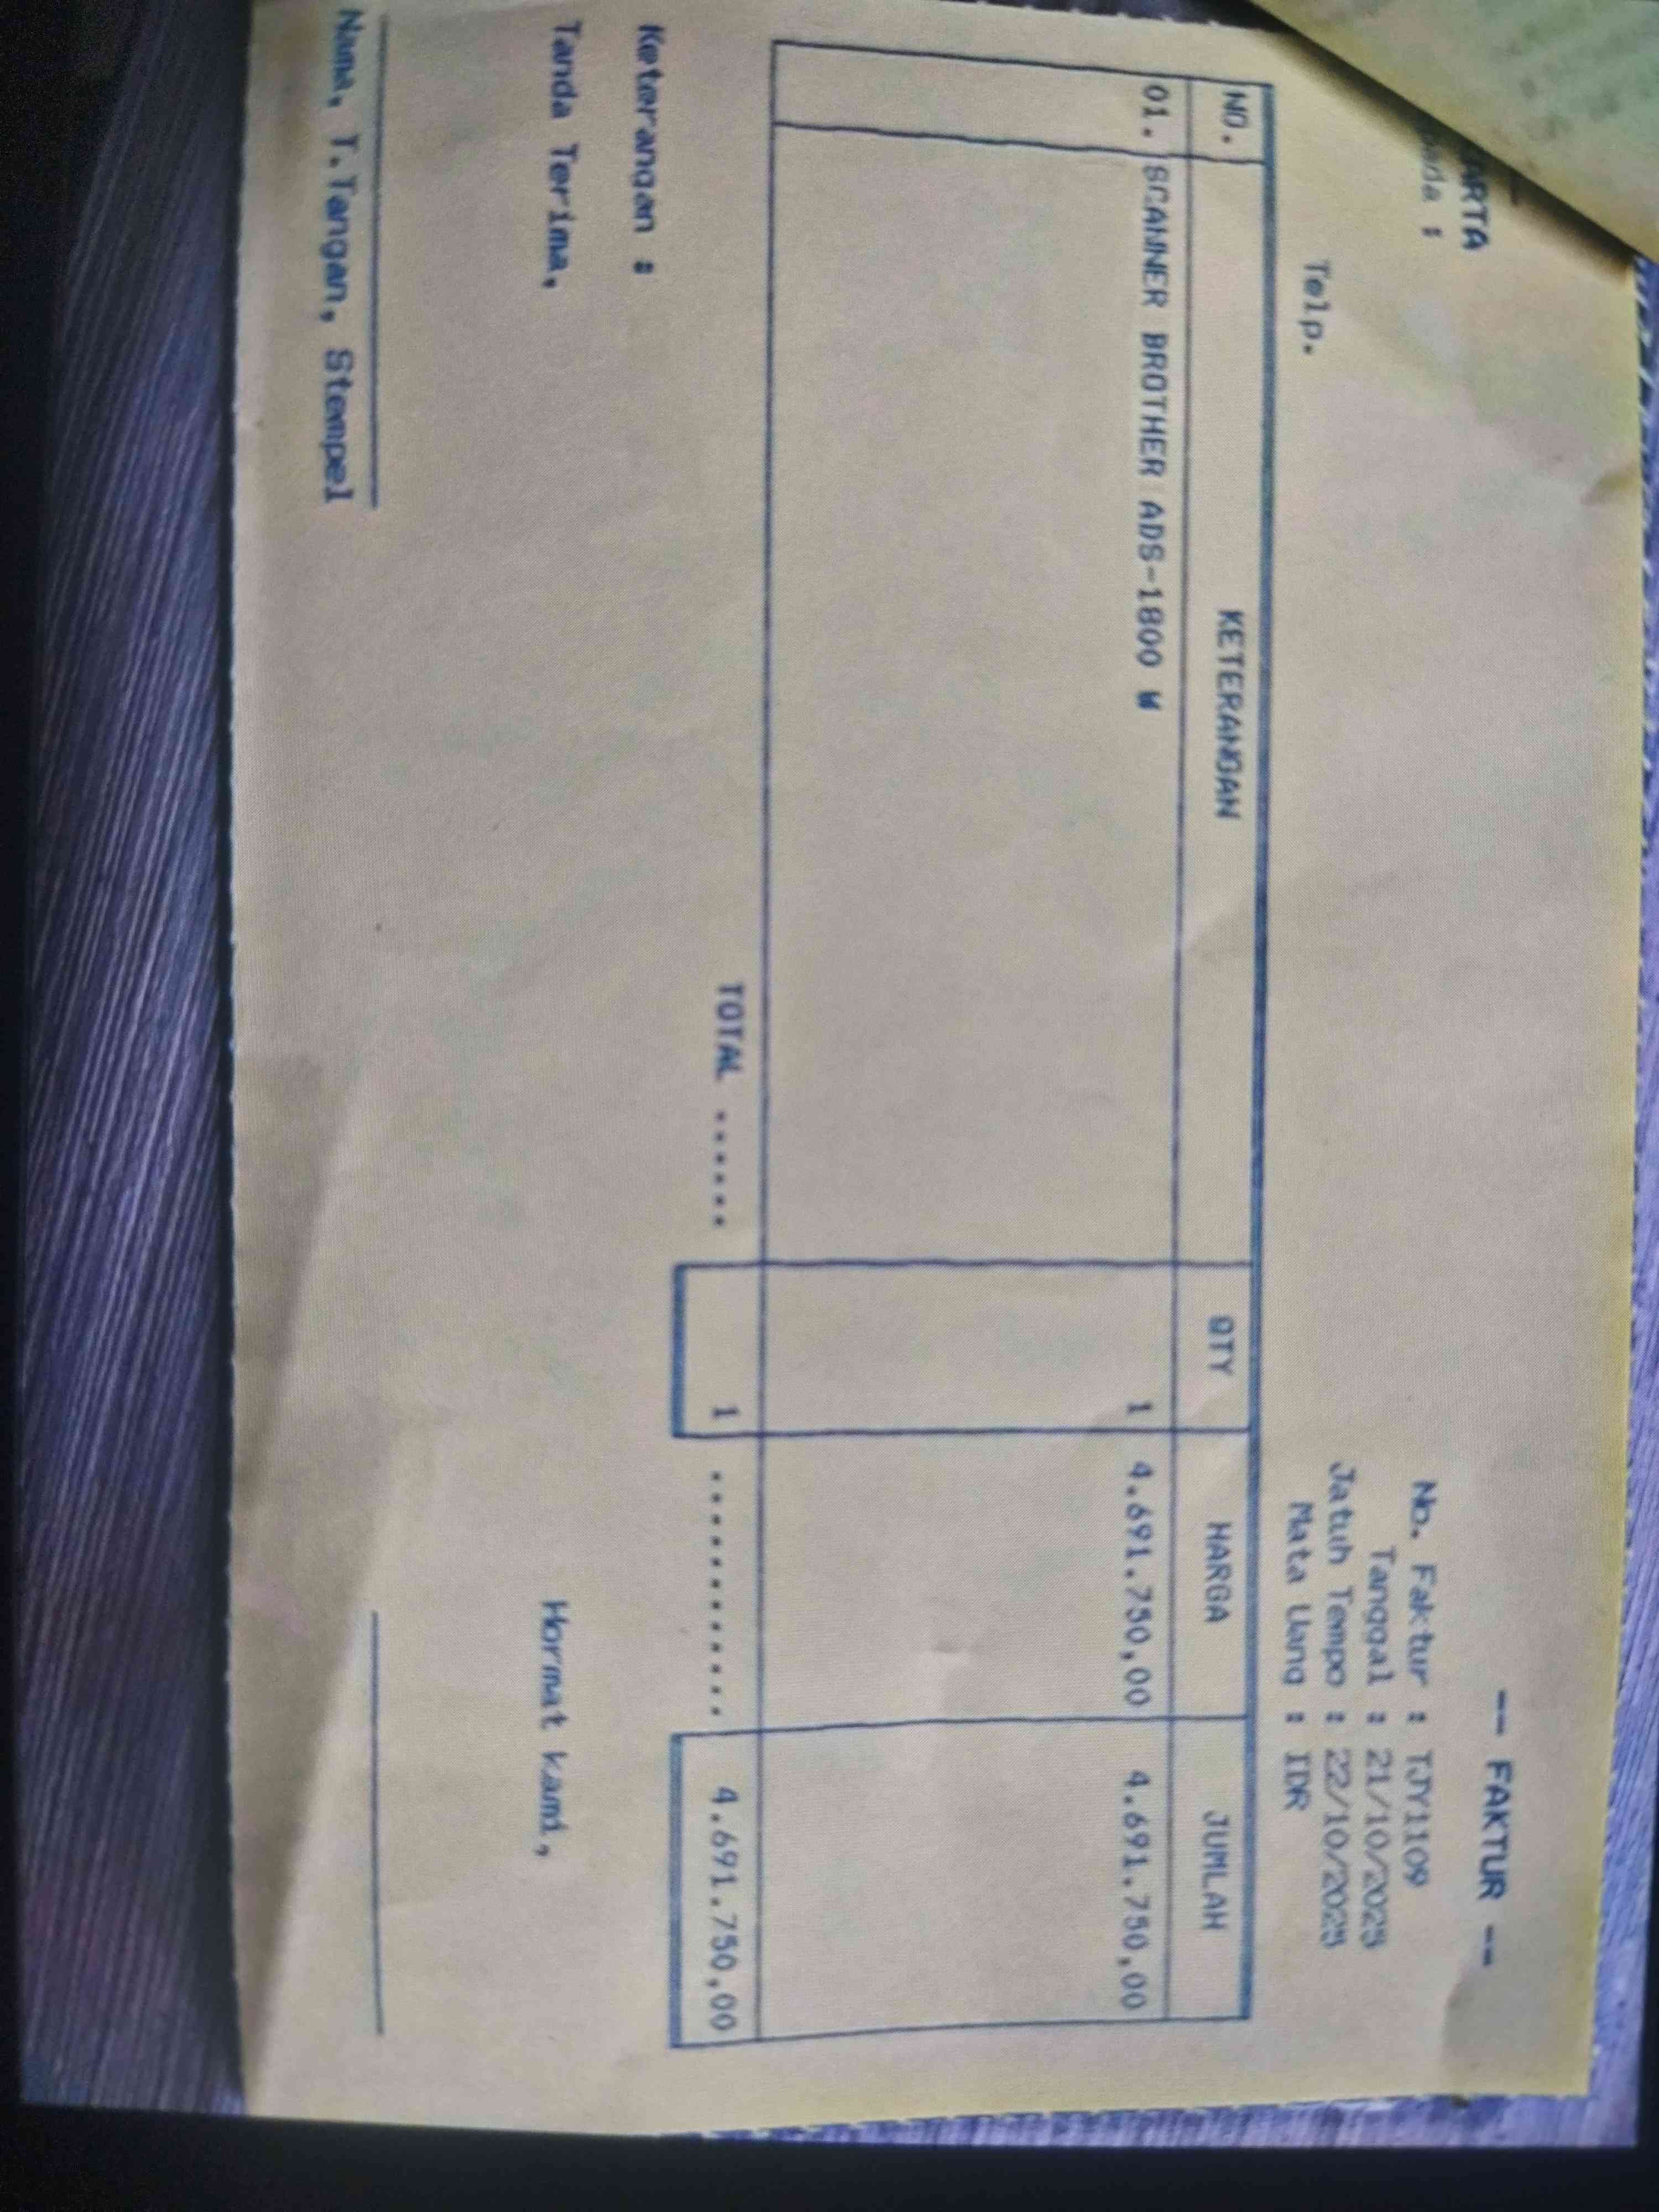 -- FAKTUR --
ARTA
No. Faktur : TJY1109
Tanggal : 21/10/2025
Jatuh Tempo : 22/10/2025
Telp.
Mata Uang : IDR
NO. KETERANGAN QTY HARGA JUMLAH
01. SCANNER BROTHER ADS-1800 W 1 4.691.750,00 4.691.750,00
TOTAL ...... 1 ........... 4.691.750,00
Keterangan :
Tanda Terima, Hormat kami,
Nama, T.Tangan, Stempel